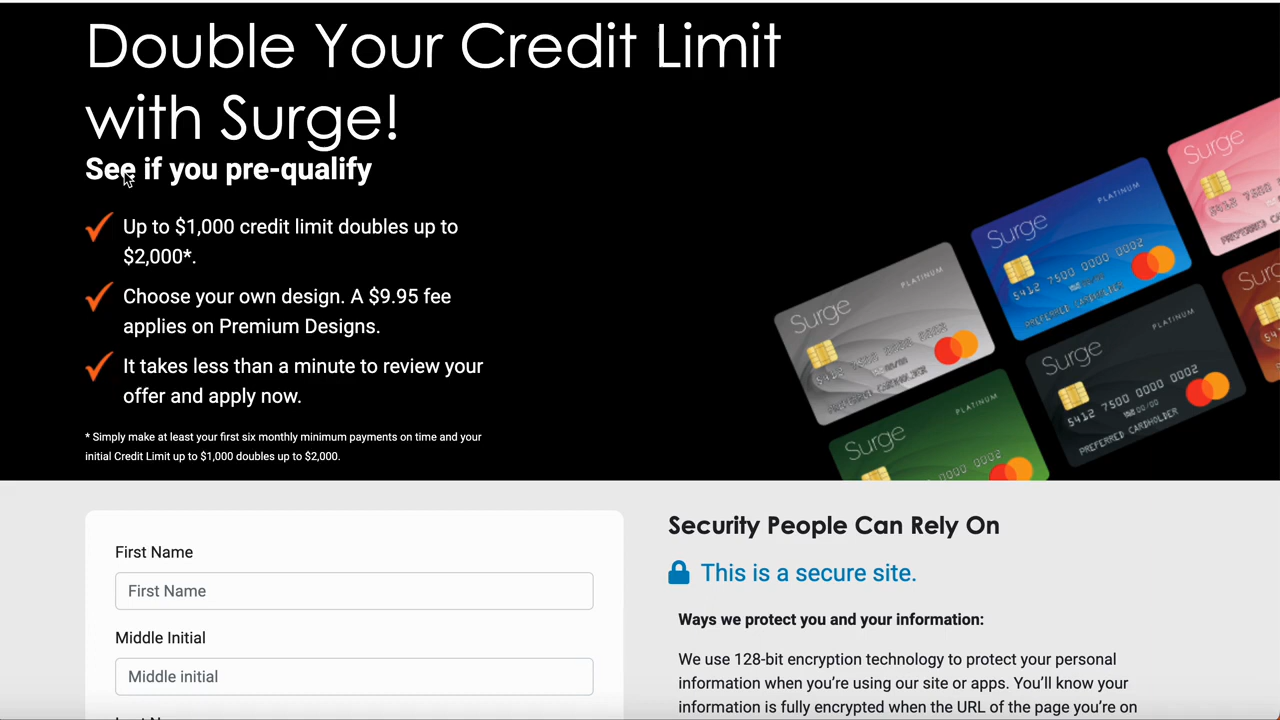 Double Your Credit Limit
with Surge!
See if you pre-qualify
Up to $1,000 credit limit doubles up to
$2,000*.
Choose your own design. A $9.95 fee
applies on Premium Designs.
It takes less than a minute to review your
offer and apply now.
* Simply make at least your first six monthly minimum payments on time and your
initial Credit Limit up to $1,000 doubles up to $2,000.
Surge
Surge
PLATINUM
5412 7500 0000 0002
PREFERRED CARDHOLDER
Surge
PLATINUM
PREFERRED CARDHOLDER
Surge
PLATINUM
5412 7500 0000 0002
PREFERRED CARDHOLDER
Surge
PLATINUM
Surge
First Name
First Name
Middle Initial
Middle initial
Security People Can Rely On
This is a secure site.
Ways we protect you and your information:
We use 128-bit encryption technology to protect your personal
information when you're using our site or apps. You'll know your
information is fully encrypted when the URL of the page you're on